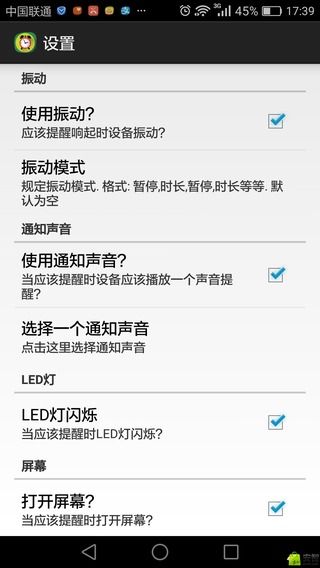 中国联通 3G 45% 17:39
设置
振动
使用振动?
应该提醒响起时设备振动?
振动模式
规定振动模式. 格式: 暂停,时长,暂停,时长等等. 默
认为空
通知声音
使用通知声音?
当应该提醒时设备应该播放一个声音提
醒?
选择一个通知声音
点击这里选择通知声音
LED灯
LED灯闪烁
当应该提醒时LED灯闪烁?
屏幕
打开屏幕?
当应该提醒时打开屏幕?